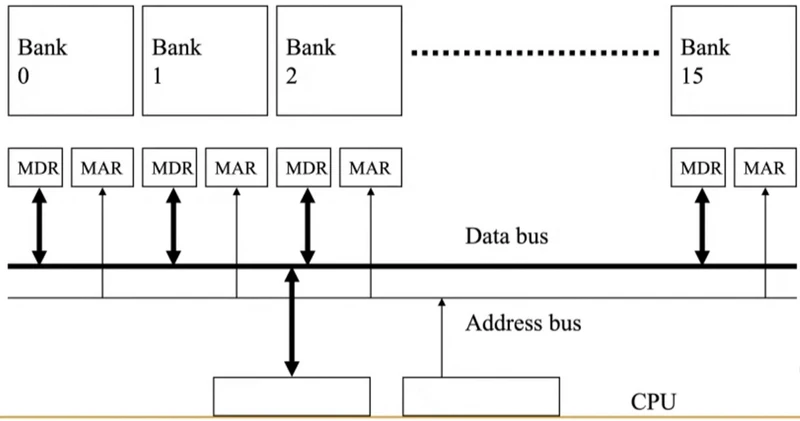 Bank
0
Bank
1
Bank
2
Bank
15
MDR
MAR
MDR
MAR
MDR
MAR
MDR
MAR
Data bus
Address bus
CPU